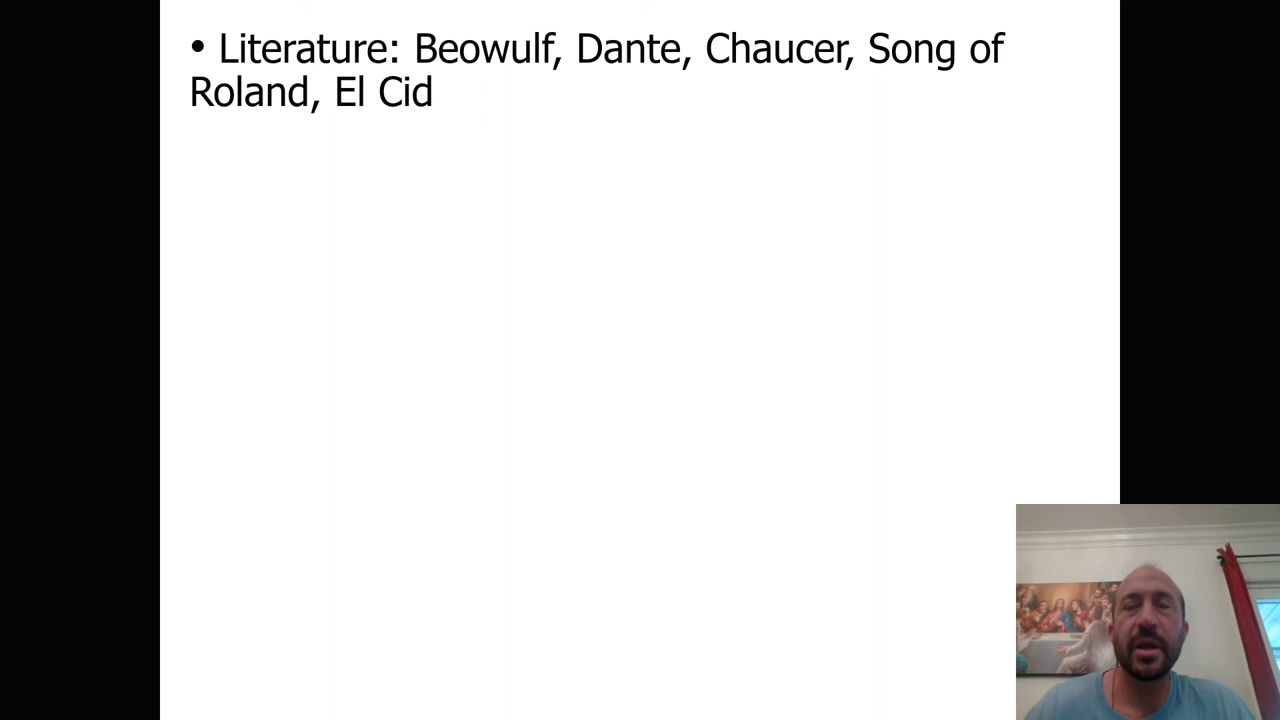 • Literature: Beowulf, Dante, Chaucer, Song of
Roland, El Cid